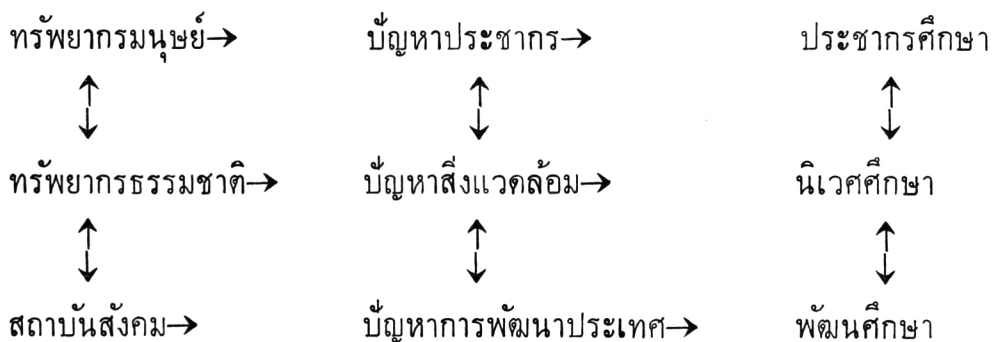 ทรัพยากรมนุษย์→ ปัญหาประชากร→ ประชากรศึกษา
ทรัพยากรธรรมชาติ→ ปัญหาสิ่งแวดล้อม→ นิเวศศึกษา
สถาบันสังคม→ ปัญหาการพัฒนาประเทศ→ พัฒนศึกษา